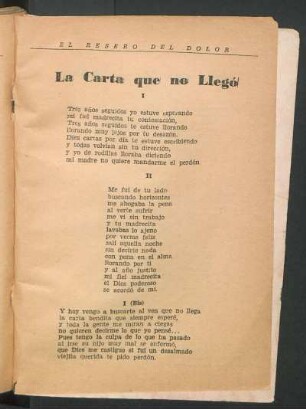 EL RESERO DEL DOLOR
La Carta que no Llegó
I
Tres años seguidos yo estuve esperando
mi fiel madrecita tu contestación,
Tres años seguidos te estuve llorando
llorando muy lejos por tu desazón.
Diez cartas por día te estuve escribiendo
y todas volvían sin tu dirección,
y yo de rodillas lloraba diciendo
mi madre no quiere mandarme el perdón
II
Me fui de tu lado
buscando horizontes
me ahogaba la pena
al verte sufrir
me vi sin trabajo
y tu madrecita
lavabas lo ajeno
por verme feliz
salí aquella noche
sin decirte nada
con pena en el alma
llorando por ti
y al año justito
mi fiel madrecita
el Dios poderoso
se acordó de mí.
I (Bis)
Y hoy vengo a buscarte al ver que no llega
la carta bendita que siempre esperé,
y toda la gente me miran a ciegas
no quieren decirme lo que yo pensé...
Pues tengo la culpa de lo que ha pasado
al irse su hijo muy mal se enfermó,
que Dios me castigue si fui un desalmado
viejita querida te pido perdón.